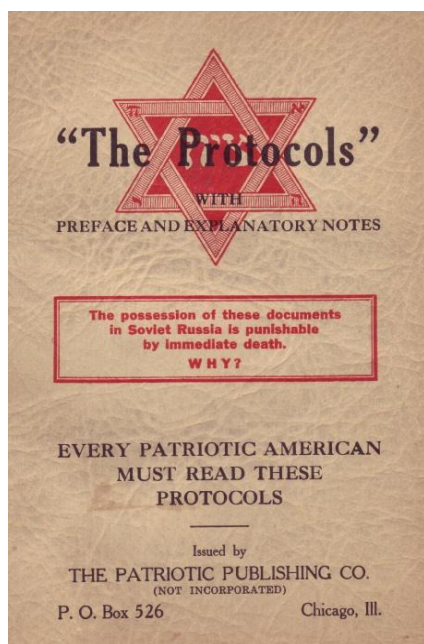 “The Protocols”
WITH
PREFACE AND EXPLANATORY NOTES
The possession of these documents
in Soviet Russia is punishable
by immediate death.
WHY?
EVERY PATRIOTIC AMERICAN
MUST READ THESE
PROTOCOLS
Issued by
THE PATRIOTIC PUBLISHING CO.
(NOT INCORPORATED)
P. O. Box 526 Chicago, Ill.